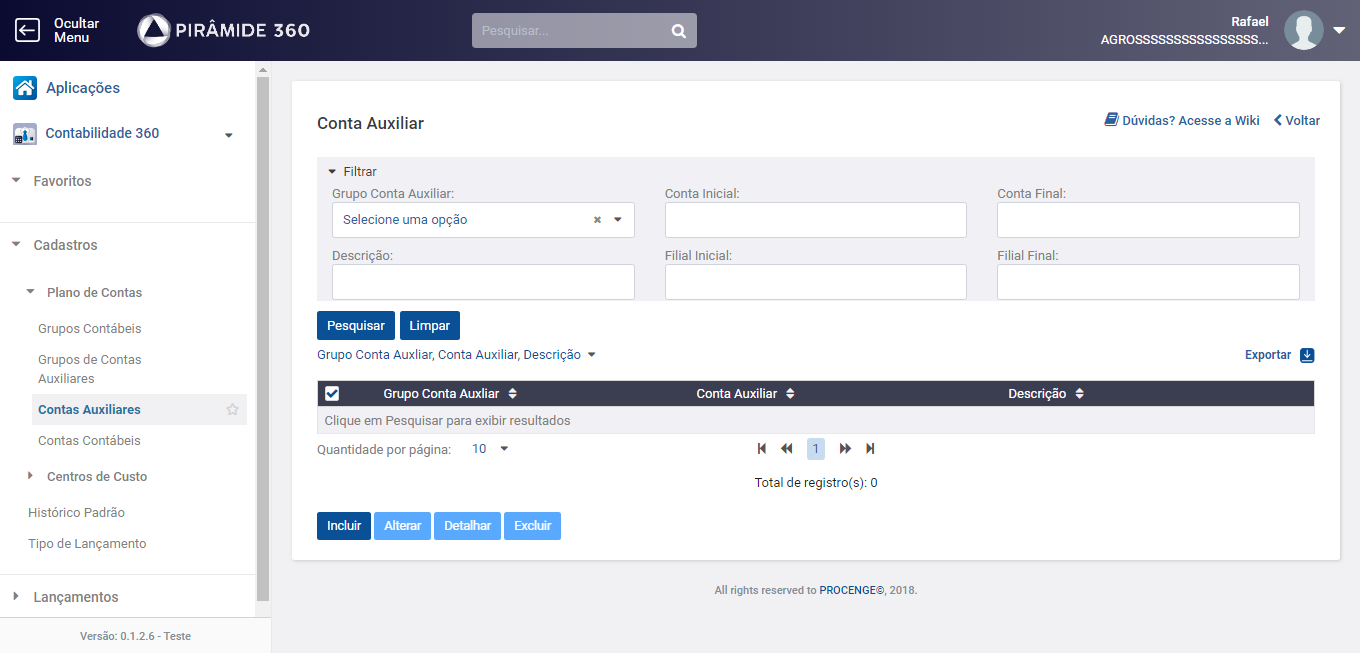 Ocultar
Menu
PIRÂMIDE 360
Pesquisar...
Rafael
AGROSSSSSSSSSSSSSSSS...
Aplicações
Contabilidade 360
Favoritos
Cadastros
Plano de Contas
Grupos Contábeis
Grupos de Contas
Auxiliares
Contas Auxiliares
Contas Contábeis
Centros de Custo
Histórico Padrão
Tipo de Lançamento
Lançamentos
Versão: 0.1.2.6 - Teste
Conta Auxiliar
Dúvidas? Acesse a Wiki Voltar
Filtrar
Grupo Conta Auxiliar: Conta Inicial: Conta Final:
Selecione uma opção
Descrição: Filial Inicial: Filial Final:
Pesquisar Limpar
Grupo Conta Auxliar, Conta Auxiliar, Descrição Exportar
Grupo Conta Auxliar Conta Auxiliar Descrição
Clique em Pesquisar para exibir resultados
Quantidade por página: 10 1
Total de registro(s): 0
Incluir Alterar Detalhar Excluir
All rights reserved to PROCENGE©, 2018.